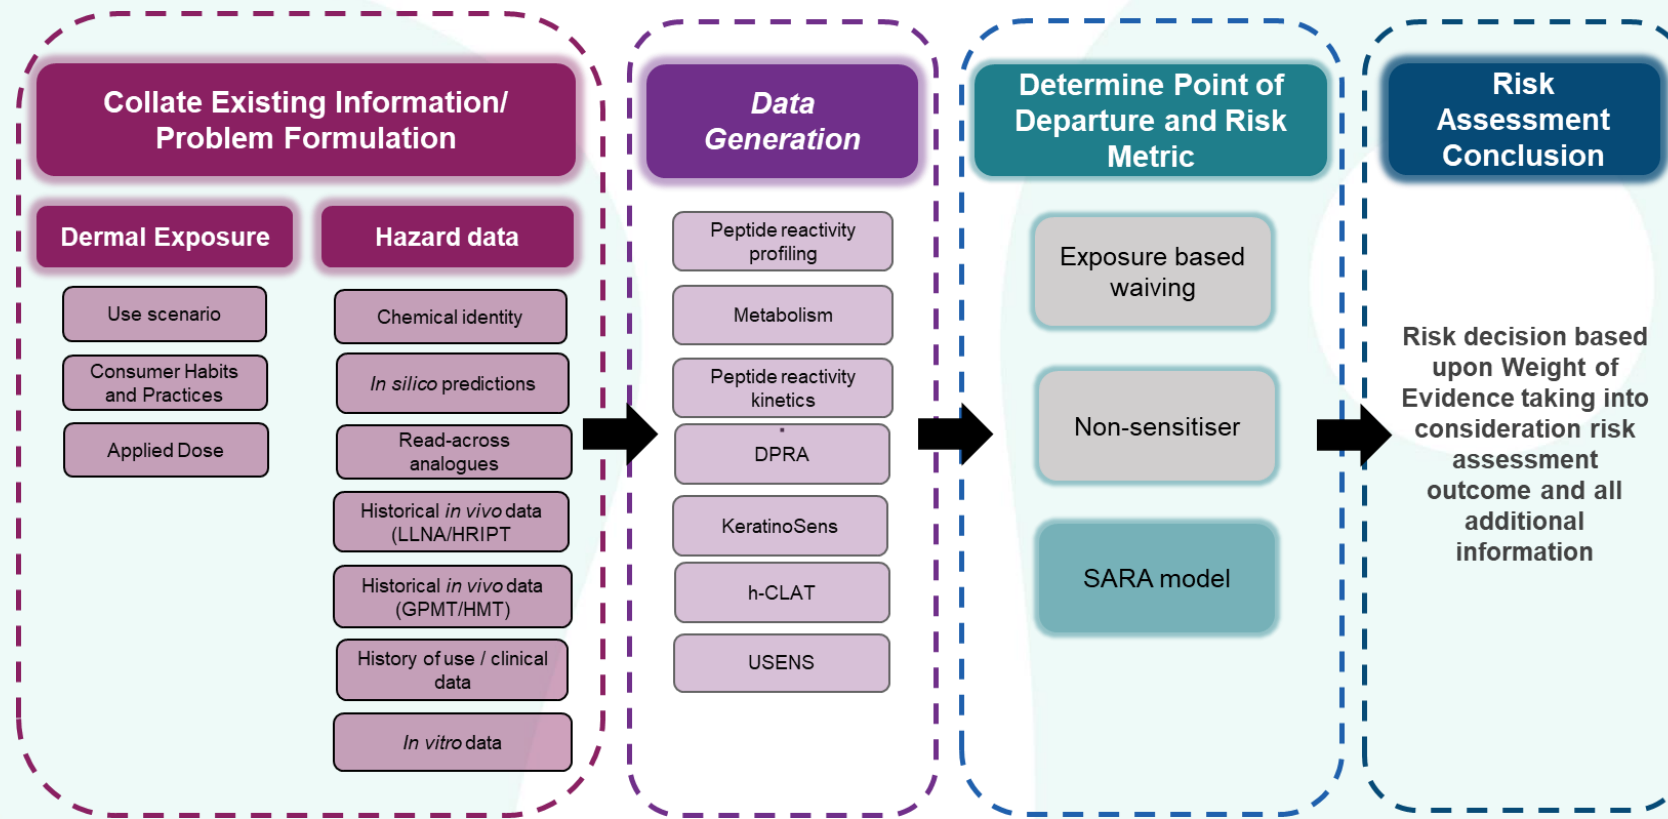 Collate Existing Information/
Problem Formulation
Dermal Exposure
Use scenario
Consumer Habits
and Practices
Applied Dose
Hazard data
Chemical identity
In silico predictions
Read-across
analogues
Historical in vivo data
(LLNA/HRIPT
Historical in vivo data
(GPMT/HMT)
History of use / clinical
data
In vitro data
Data
Generation
Peptide reactivity
profiling
Metabolism
Peptide reactivity
kinetics
DPRA
KeratinoSens
h-CLAT
USENS
Determine Point of
Departure and Risk
Metric
Exposure based
waiving
Non-sensitiser
SARA model
Risk
Assessment
Conclusion
Risk decision based
upon Weight of
Evidence taking into
consideration risk
assessment
outcome and all
additional
information